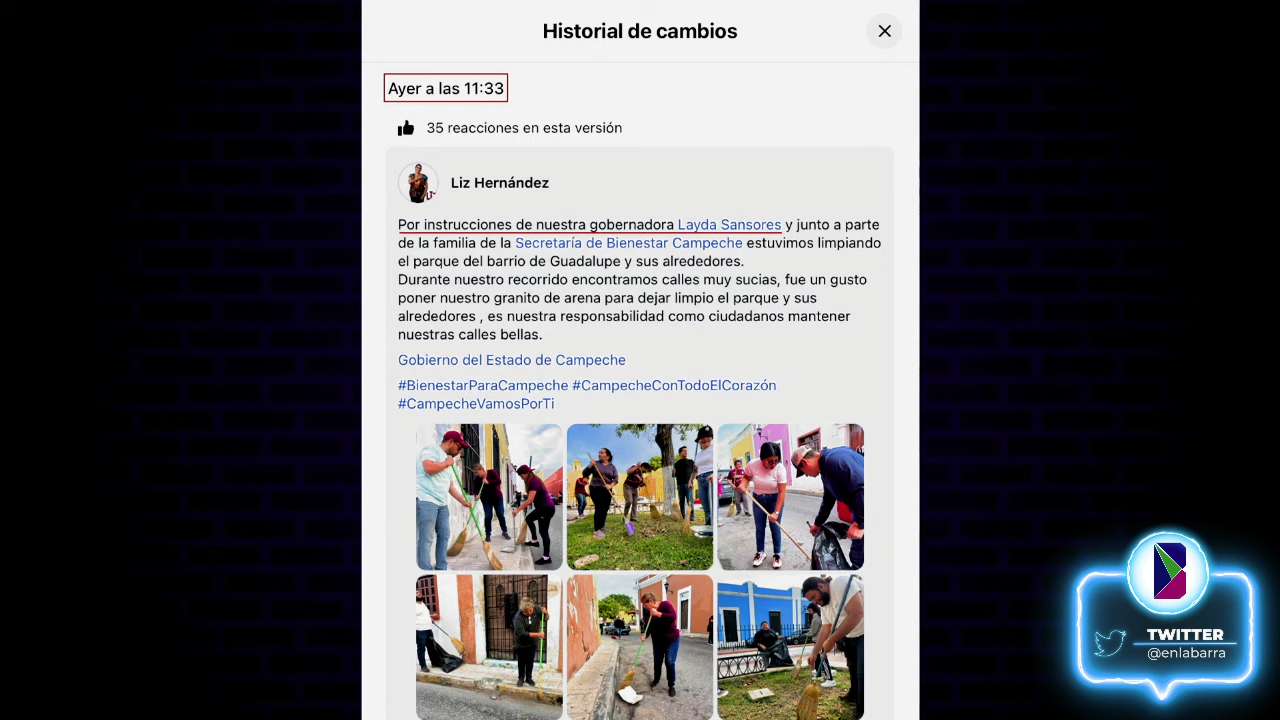 Historial de cambios
Ayer a las 11:33
35 reacciones en esta versión
Liz Hernández
Por instrucciones de nuestra gobernadora Layda Sansores y junto a parte
de la familia de la Secretaría de Bienestar Campeche estuvimos limpiando
el parque del barrio de Guadalupe y sus alrededores.
Durante nuestro recorrido encontramos calles muy sucias, fue un gusto
poner nuestro granito de arena para dejar limpio el parque y sus
alrededores , es nuestra responsabilidad como ciudadanos mantener
nuestras calles bellas.
Gobierno del Estado de Campeche
#BienestarParaCampeche #CampecheConTodoElCorazón
#CampecheVamosPorTi
TWITTER
@enlabarra